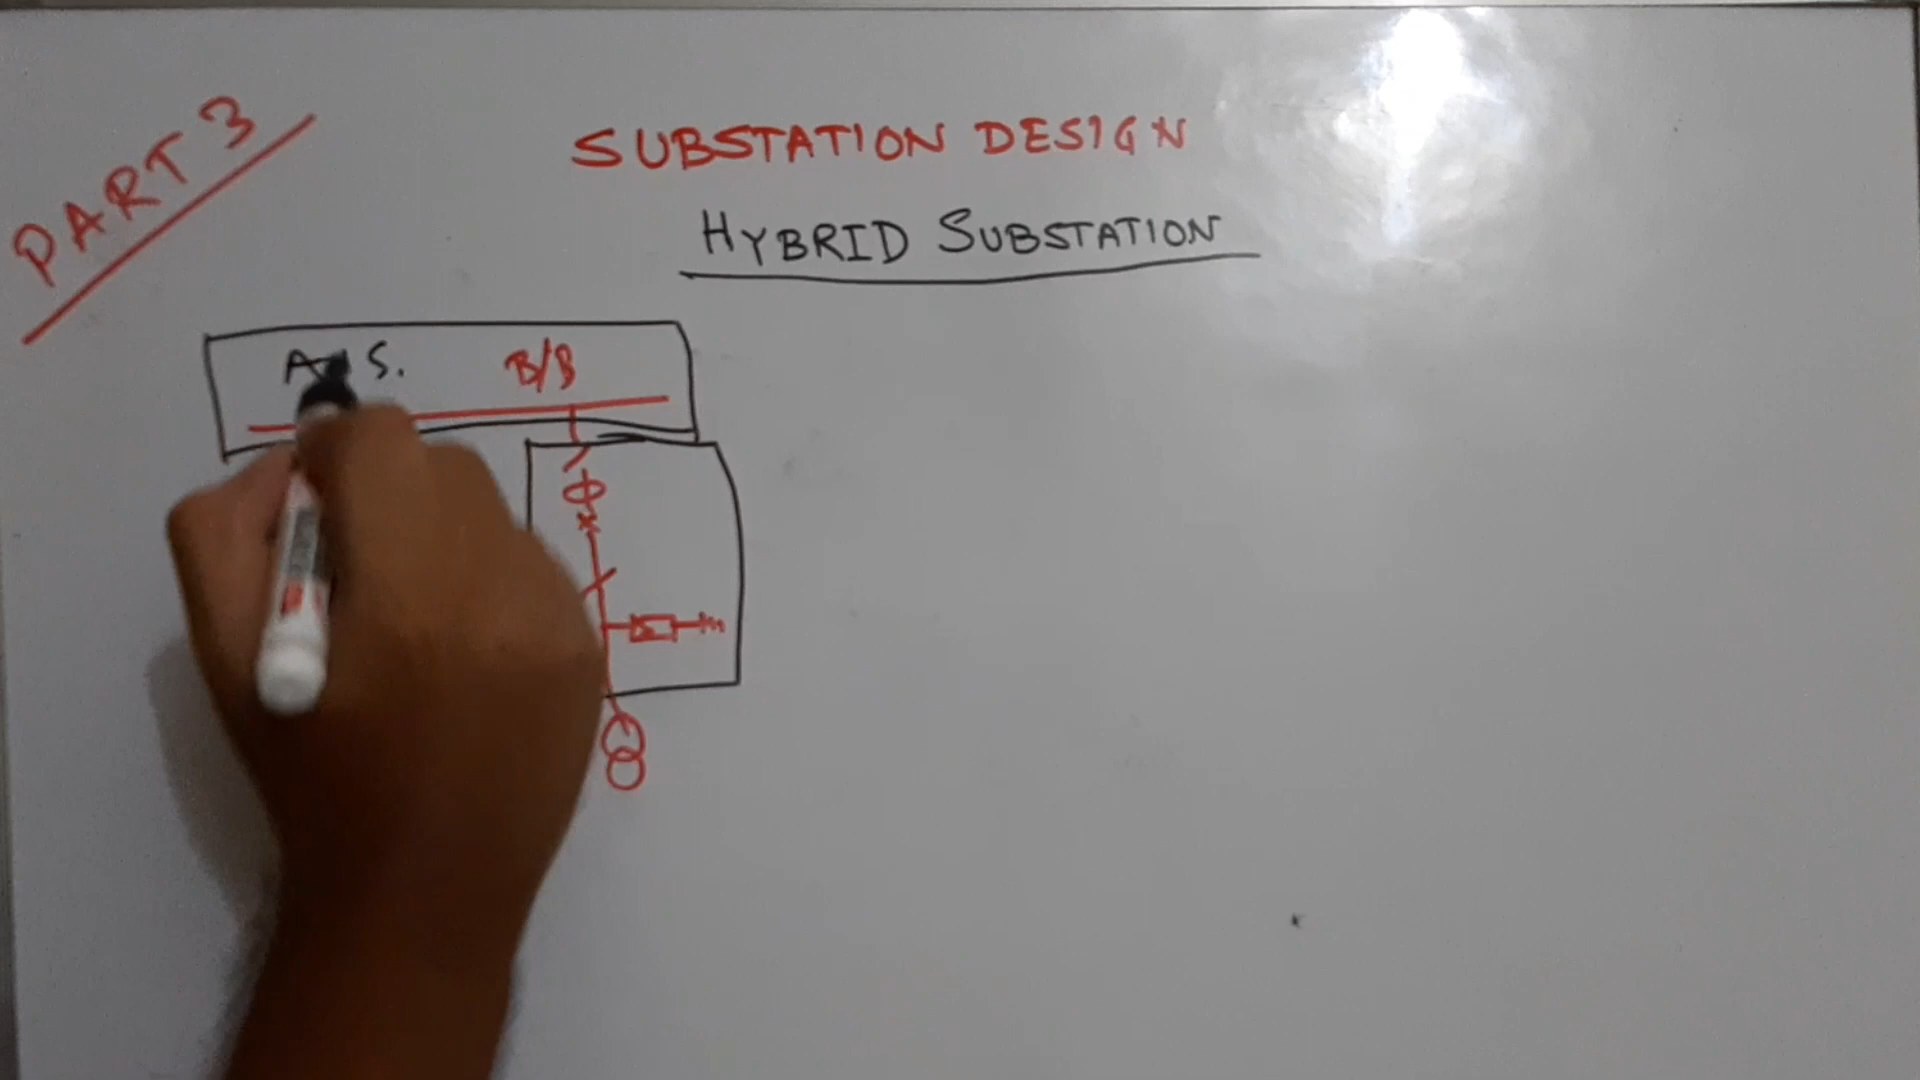 PART 3
SUBSTATION DESIGN
HYBRID SUBSTATION
B/B